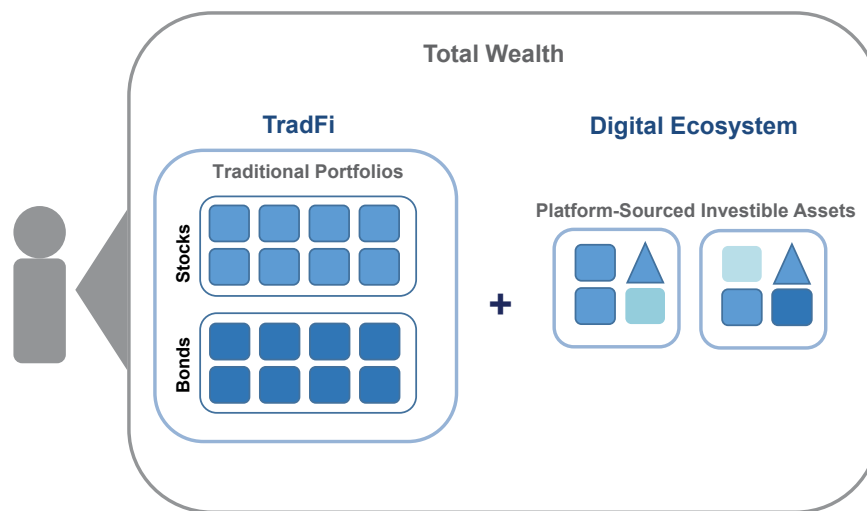 Total Wealth
TradFi
Digital Ecosystem
Traditional Portfolios
Stocks
Bonds
+
Platform-Sourced Investible Assets